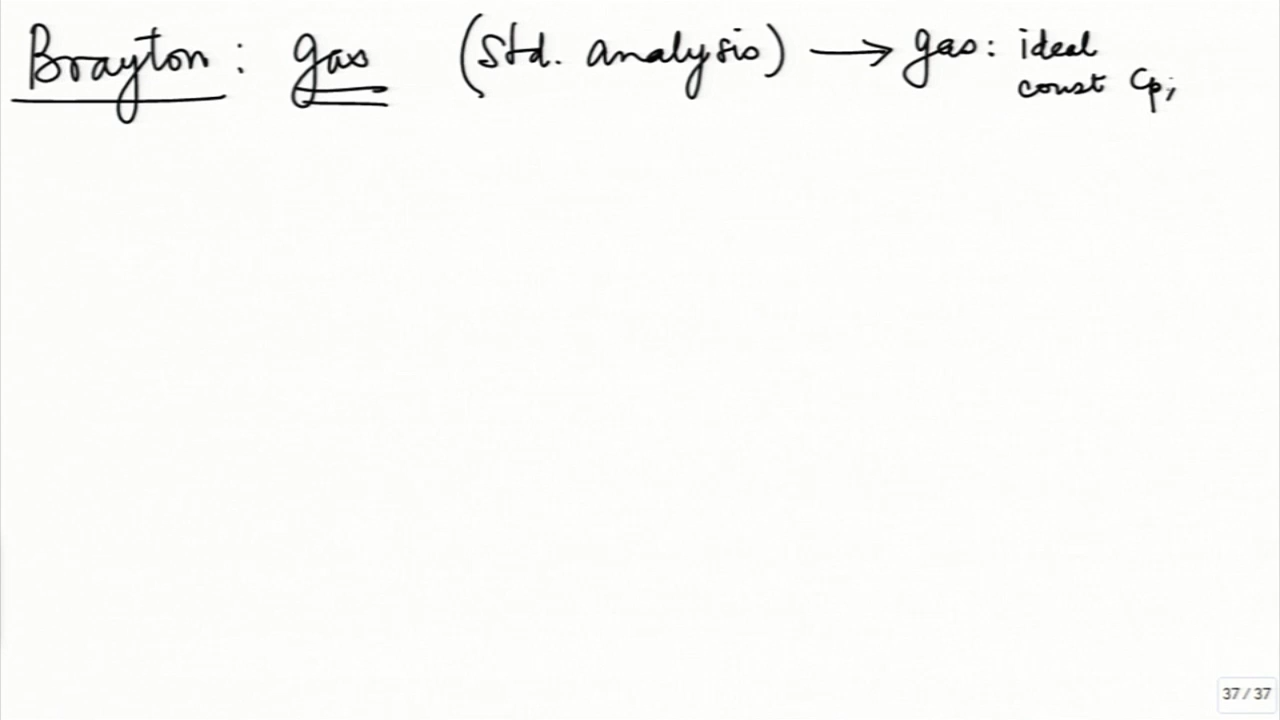 Brayton: gas (Std. analysis) → gas: ideal
const Cp;
37 / 37